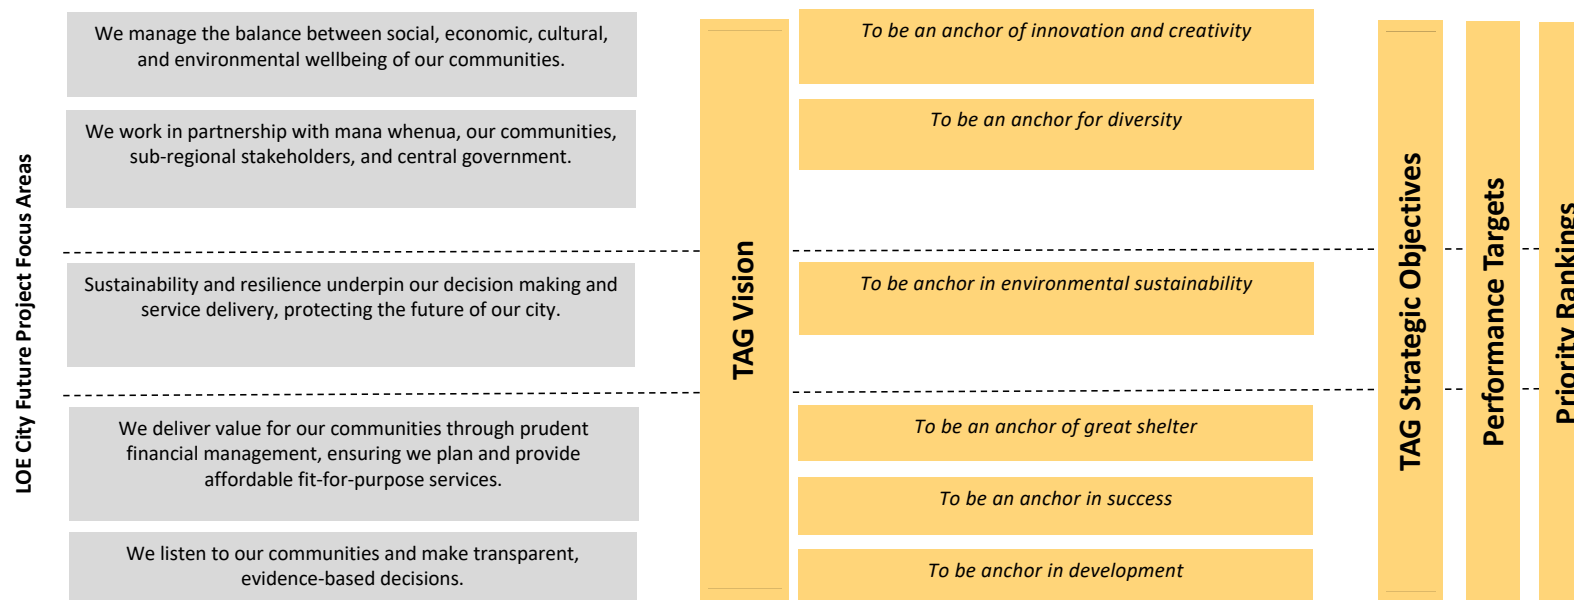 LOE City Future Project Focus Areas
We manage the balance between social, economic, cultural,
and environmental wellbeing of our communities.
We work in partnership with mana whenua, our communities,
sub-regional stakeholders, and central government.
Sustainability and resilience underpin our decision making and
service delivery, protecting the future of our city.
We deliver value for our communities through prudent
financial management, ensuring we plan and provide
affordable fit-for-purpose services.
We listen to our communities and make transparent,
evidence-based decisions.
TAG Vision
To be an anchor of innovation and creativity
To be an anchor for diversity
To be anchor in environmental sustainability
To be an anchor of great shelter
To be an anchor in success
To be anchor in development
TAG Strategic Objectives
Performance Targets
Priority Rankings